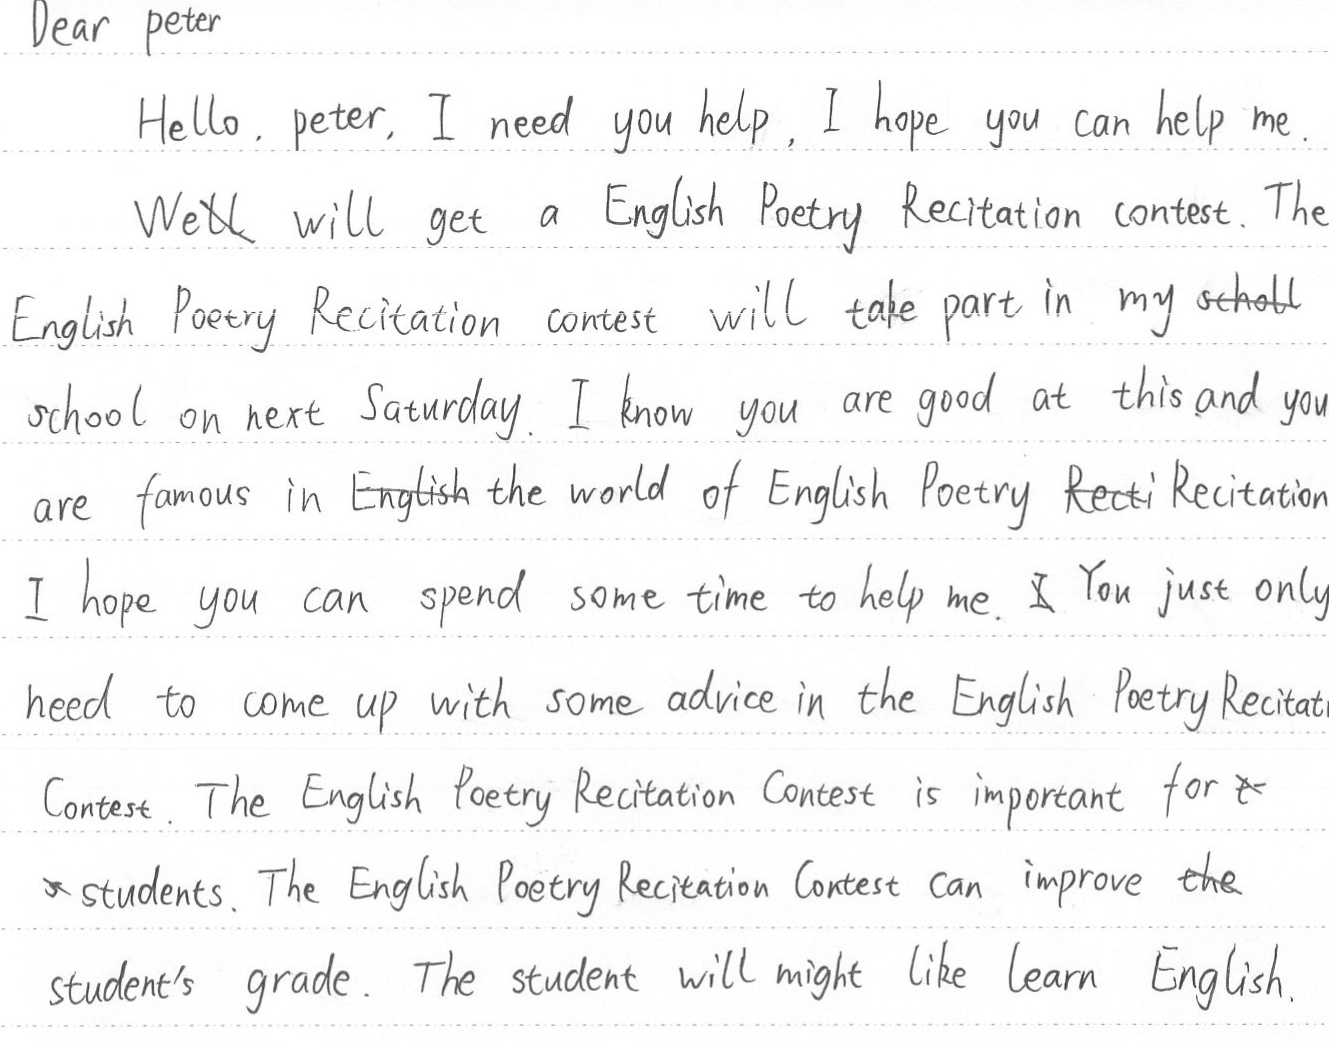 Dear peter
Hello, peter, I need you help, I hope you can help me.
We will get a English Poetry Recitation contest. The
English Poetry Recitation contest will take part in my scholl
school on next Saturday. I know you are good at this and you
are famous in English the world of English Poetry Recti Recitation
I hope you can spend some time to help me. I You just only
need to come up with some advice in the English Poetry Recitati
Contest. The English Poetry Recitation Contest is important for
students. The English Poetry Recitation Contest can improve the
student's grade. The student will might like learn English.